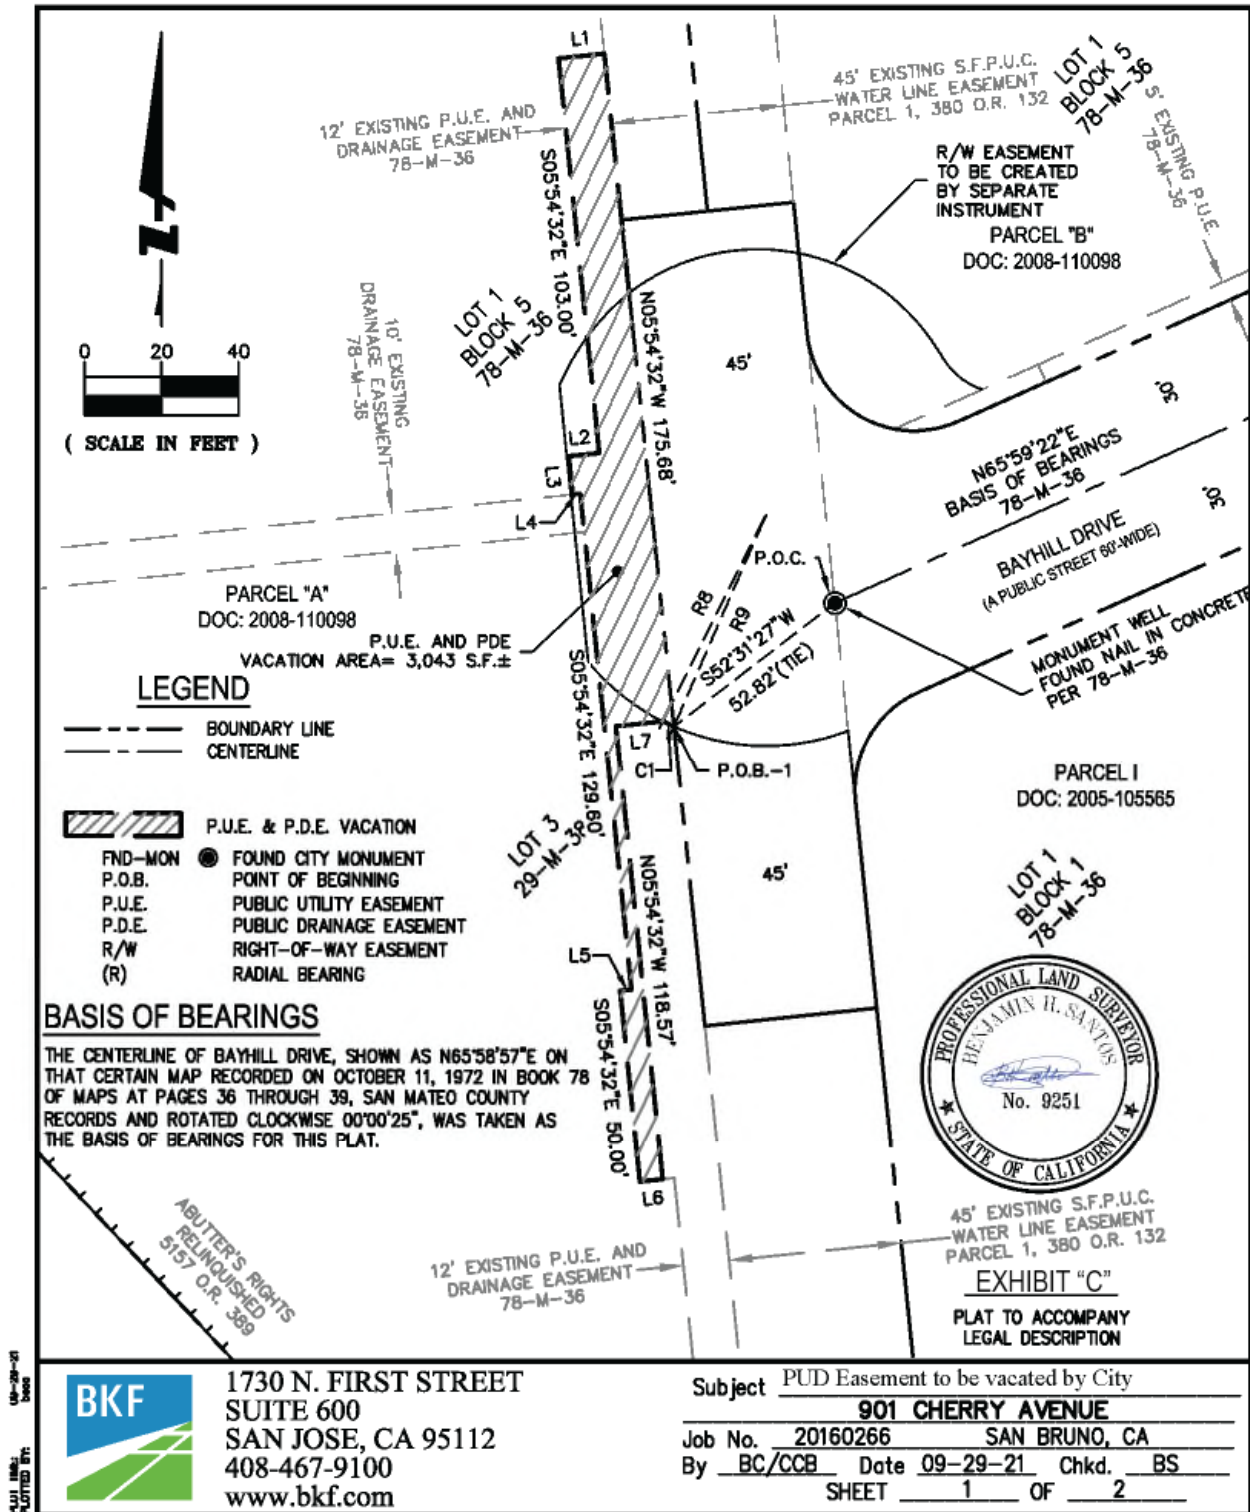 L1
45' EXISTING S.F.P.U.C.
WATER LINE EASEMENT
PARCEL 1, 380 O.R. 132
LOT 1
BLOCK 5
78-M-36
5' EXISTING P.U.E.
78-M-36
12' EXISTING P.U.E. AND
DRAINAGE EASEMENT
78-M-36
R/W EASEMENT
TO BE CREATED
BY SEPARATE
INSTRUMENT
PARCEL "B"
DOC: 2008-110098
Z
S05°54'32"E 103.00'
LOT 1
BLOCK 5
78-M-36
N05°54'32"W 175.68'
45'
10' EXISTING
DRAINAGE EASEMENT
78-M-36
0 20 40
( SCALE IN FEET )
L2
L3
L4
30'
N65°59'22"E
BASIS OF BEARINGS
78-M-36
30'
BAYHILL DRIVE
(A PUBLIC STREET 60'-WIDE)
P.O.C.
R8
R9
S52°31'27"W
52.82'(TIE)
MONUMENT WELL
FOUND NAIL IN CONCRETE
PER 78-M-36
PARCEL "A"
DOC: 2008-110098
P.U.E. AND PDE
VACATION AREA= 3,043 S.F.±
LEGEND
BOUNDARY LINE
CENTERLINE
P.U.E. & P.D.E. VACATION
FND-MON FOUND CITY MONUMENT
P.O.B. POINT OF BEGINNING
P.U.E. PUBLIC UTILITY EASEMENT
P.D.E. PUBLIC DRAINAGE EASEMENT
R/W RIGHT-OF-WAY EASEMENT
(R) RADIAL BEARING
S05°54'32"E 129.60'
L7
C1
P.O.B.-1
PARCEL I
DOC: 2005-105565
LOT 3
29-M-38
45'
LOT 1
BLOCK 1
78-M-36
N05°54'32"W 118.57'
L5
S05°54'32"E 50.00'
L6
BASIS OF BEARINGS
THE CENTERLINE OF BAYHILL DRIVE, SHOWN AS N65°58'57"E ON
THAT CERTAIN MAP RECORDED ON OCTOBER 11, 1972 IN BOOK 78
OF MAPS AT PAGES 36 THROUGH 39, SAN MATEO COUNTY
RECORDS AND ROTATED CLOCKWISE 00°00'25", WAS TAKEN AS
THE BASIS OF BEARINGS FOR THIS PLAT.
PROFESSIONAL LAND SURVEYOR
BENJAMIN H. SANTOS
No. 9251
STATE OF CALIFORNIA
ABUTTER'S RIGHTS
RELINQUISHED
5157 O.R. 389
12' EXISTING P.U.E. AND
DRAINAGE EASEMENT
78-M-36
45' EXISTING S.F.P.U.C.
WATER LINE EASEMENT
PARCEL 1, 380 O.R. 132
EXHIBIT "C"
PLAT TO ACCOMPANY
LEGAL DESCRIPTION
PLOTTED BY:
BKF
1730 N. FIRST STREET
SUITE 600
SAN JOSE, CA 95112
408-467-9100
www.bkf.com
Subject PUD Easement to be vacated by City
901 CHERRY AVENUE
Job No. 20160266 SAN BRUNO, CA
By BC/CCB Date 09-29-21 Chkd. BS
SHEET 1 OF 2